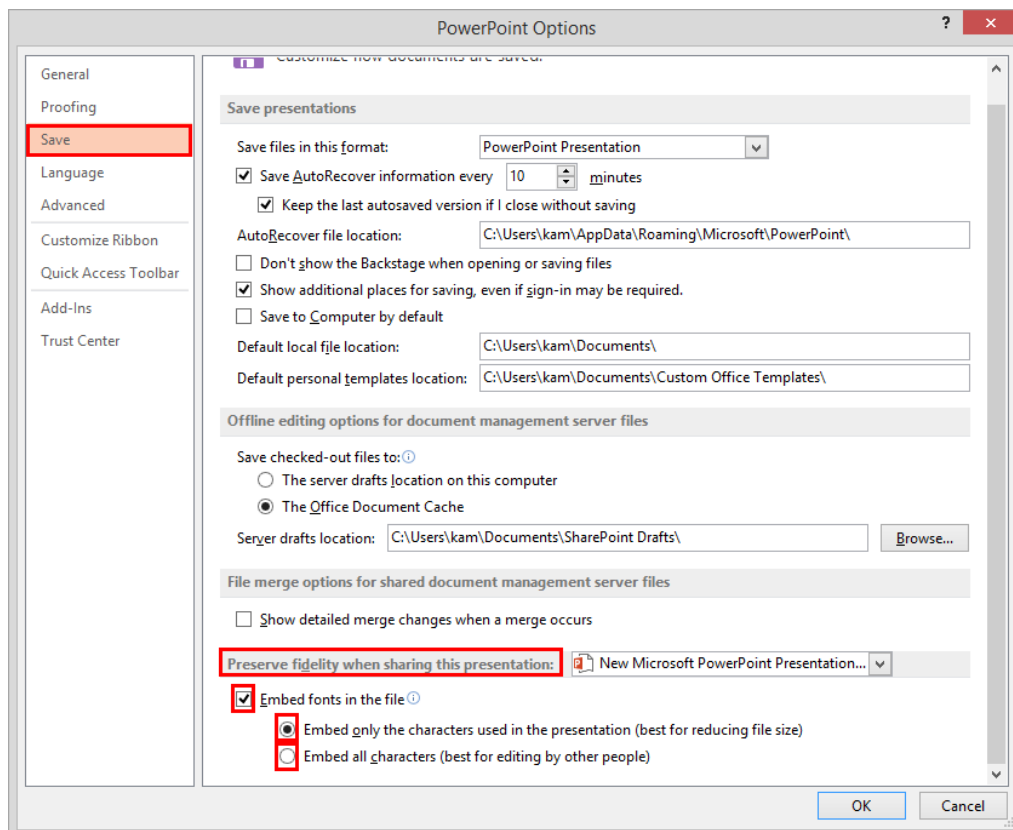 PowerPoint Options
?
General
Proofing
Save
Language
Advanced
Customize Ribbon
Quick Access Toolbar
Add-Ins
Trust Center
Customize how documents are saved.
Save presentations
Save files in this format: PowerPoint Presentation
Save AutoRecover information every 10 minutes
Keep the last autosaved version if I close without saving
AutoRecover file location: C:\Users\kam\AppData\Roaming\Microsoft\PowerPoint\
Don't show the Backstage when opening or saving files
Show additional places for saving, even if sign-in may be required.
Save to Computer by default
Default local file location: C:\Users\kam\Documents\
Default personal templates location: C:\Users\kam\Documents\Custom Office Templates\
Offline editing options for document management server files
Save checked-out files to:
The server drafts location on this computer
The Office Document Cache
Server drafts location: C:\Users\kam\Documents\SharePoint Drafts\ Browse...
File merge options for shared document management server files
Show detailed merge changes when a merge occurs
Preserve fidelity when sharing this presentation: New Microsoft PowerPoint Presentation...
Embed fonts in the file
Embed only the characters used in the presentation (best for reducing file size)
Embed all characters (best for editing by other people)
OK Cancel